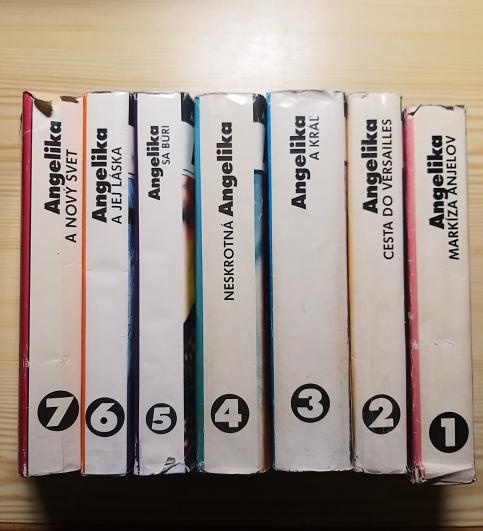 Angelika
A NOVÝ SVET
7
Angelika
A JEJ LÁSKA
6
Angelika
SA BÚRI
5
NESKROTNÁ Angelika
4
Angelika
A KRÁĽ
3
Angelika
CESTA DO VERSAILLES
2
Angelika
MARKÍZA ANJELOV
1